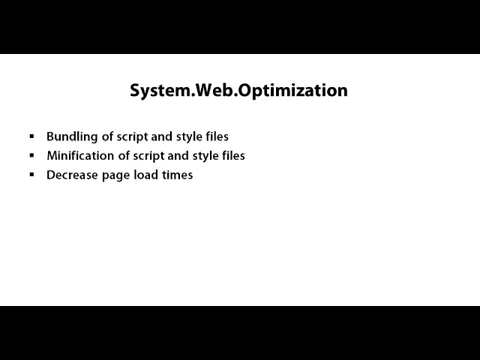 System.Web.Optimization
▪ Bundling of script and style files
▪ Minification of script and style files
▪ Decrease page load times